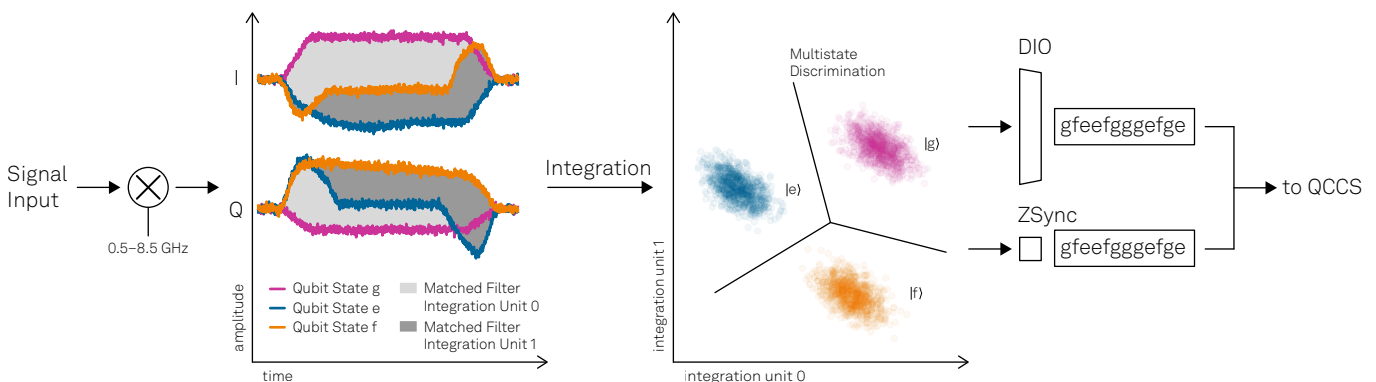 Signal
Input
0.5–8.5 GHz
I
Q
amplitude
time
Qubit State g
Qubit State e
Qubit State f
Matched Filter
Integration Unit 0
Matched Filter
Integration Unit 1
Integration
integration unit 1
integration unit 0
Multistate
Discrimination
|g⟩
|e⟩
|f⟩
DIO
gfeefgggefge
ZSync
gfeefgggefge
to QCCS